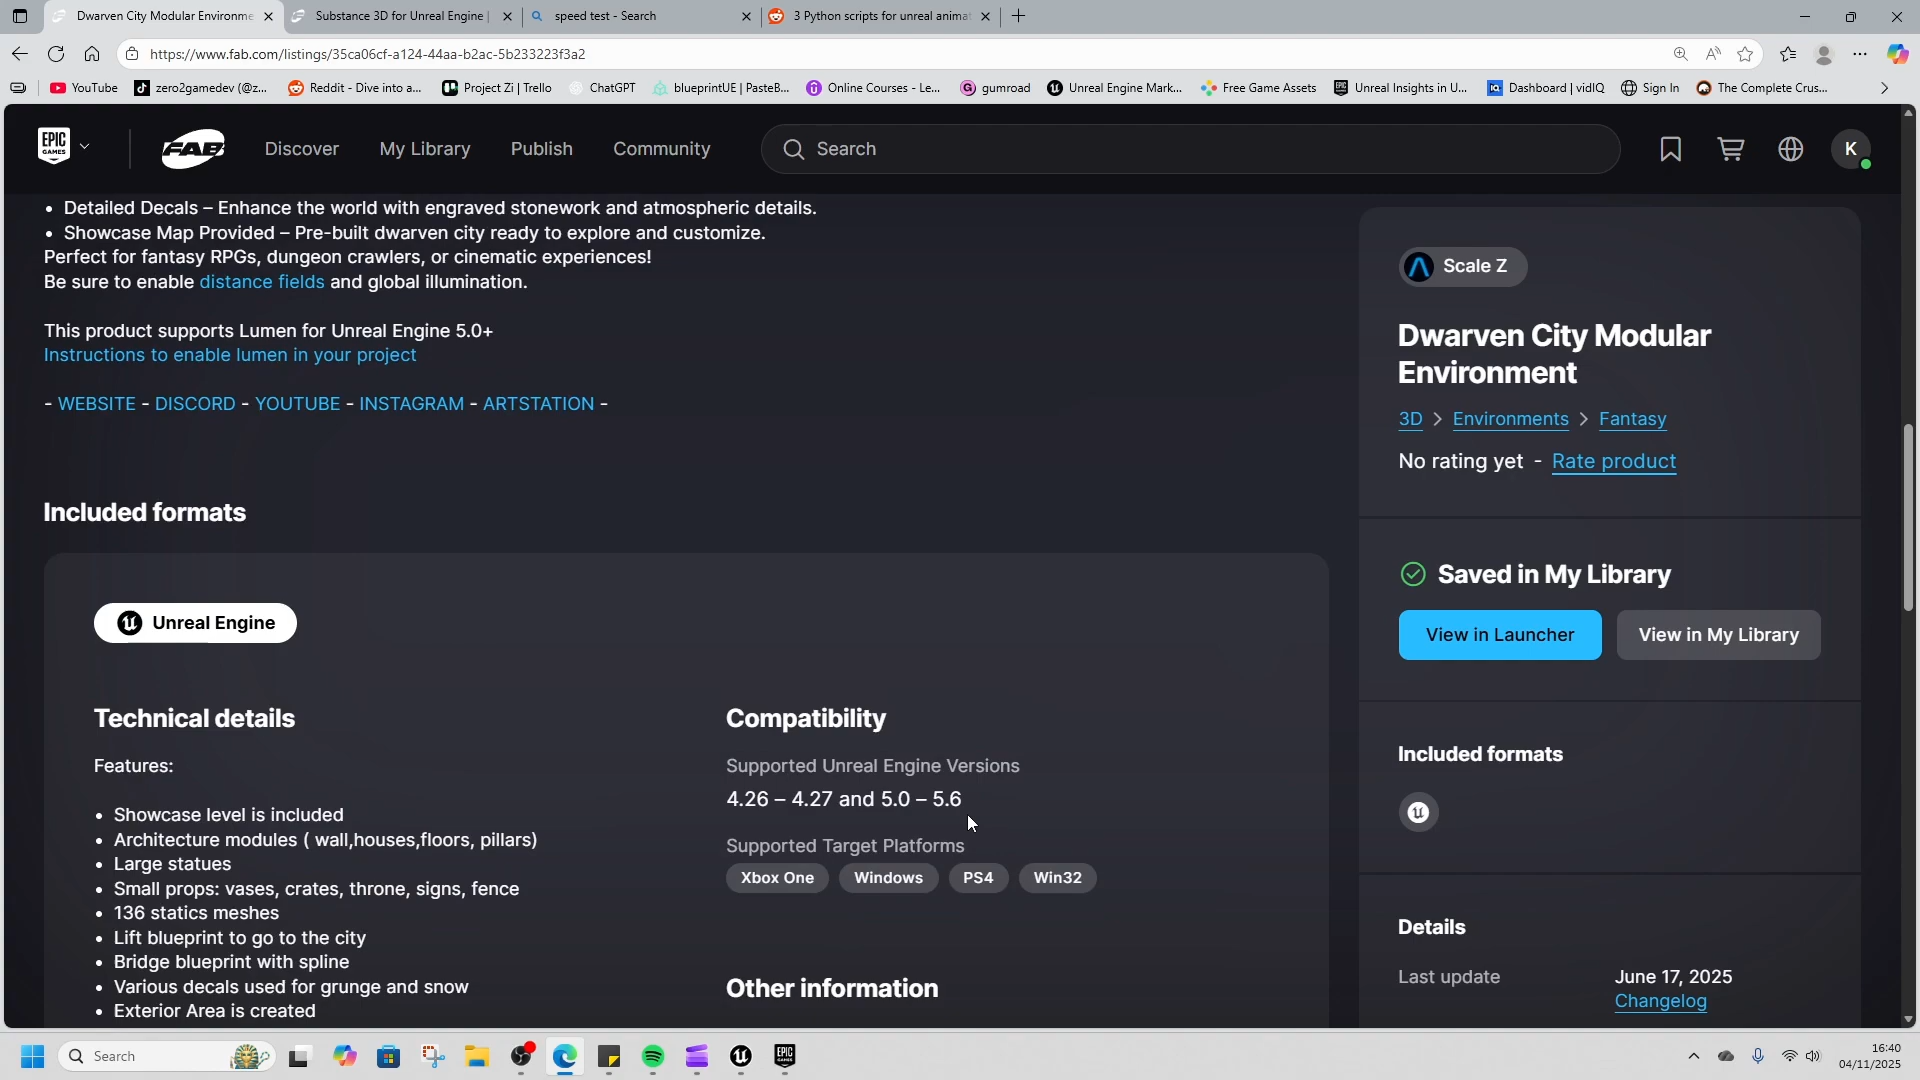 Dwarven City Modular Environme
Substance 3D for Unreal Engine |
speed test - Search
3 Python scripts for unreal animat
https://www.fab.com/listings/35ca06cf-a124-44aa-b2ac-5b233223f3a2
YouTube
zero2gamedev (@z...
Reddit - Dive into a...
Project Zi | Trello
ChatGPT
blueprintUE | PasteB...
Online Courses - Le...
gumroad
Unreal Engine Mark...
Free Game Assets
Unreal Insights in U...
Dashboard | vidIQ
Sign In
The Complete Crus...
EPIC
GAMES
FAB
Discover
My Library
Publish
Community
Search
K
• Detailed Decals – Enhance the world with engraved stonework and atmospheric details.
• Showcase Map Provided – Pre-built dwarven city ready to explore and customize.
Perfect for fantasy RPGs, dungeon crawlers, or cinematic experiences!
Be sure to enable distance fields and global illumination.
This product supports Lumen for Unreal Engine 5.0+
Instructions to enable lumen in your project
- WEBSITE - DISCORD - YOUTUBE - INSTAGRAM - ARTSTATION -
Included formats
Unreal Engine
Technical details
Features:
• Showcase level is included
• Architecture modules ( wall,houses,floors, pillars)
• Large statues
• Small props: vases, crates, throne, signs, fence
• 136 statics meshes
• Lift blueprint to go to the city
• Bridge blueprint with spline
• Various decals used for grunge and snow
• Exterior Area is created
Compatibility
Supported Unreal Engine Versions
4.26 – 4.27 and 5.0 – 5.6
Supported Target Platforms
Xbox One
Windows
PS4
Win32
Other information
Scale Z
Dwarven City Modular
Environment
3D > Environments > Fantasy
No rating yet - Rate product
Saved in My Library
View in Launcher
View in My Library
Included formats
Details
Last update
June 17, 2025
Changelog
Search
16:40
04/11/2025